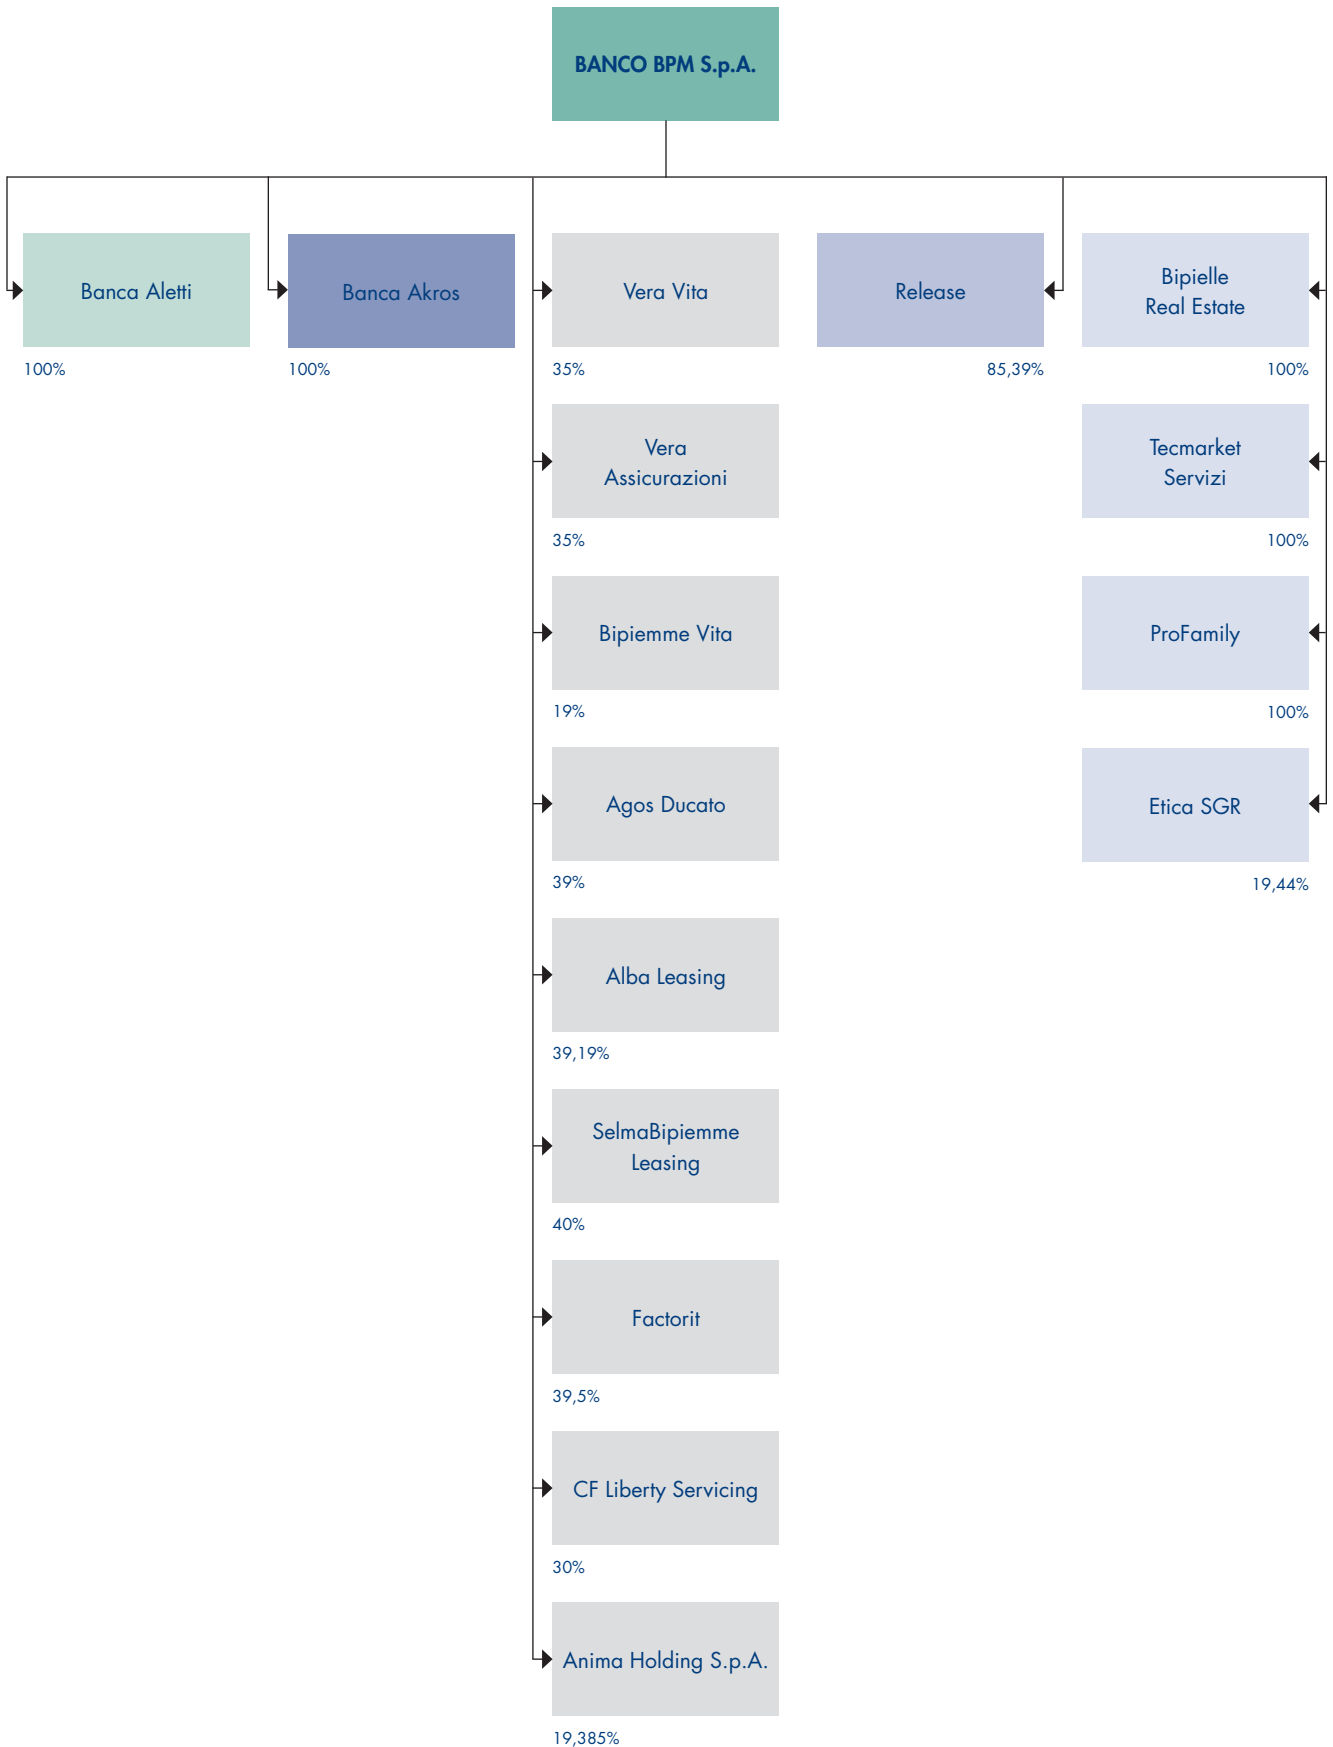 BANCO BPM S.p.A.
Banca Aletti
100%
Banca Akros
100%
Vera Vita
35%
Vera
Assicurazioni
35%
Bipiemme Vita
19%
Agos Ducato
39%
Alba Leasing
39,19%
SelmaBipiemme
Leasing
40%
Factorit
39,5%
CF Liberty Servicing
30%
Anima Holding S.p.A.
19,385%
Release
85,39%
Bipielle
Real Estate
100%
Tecmarket
Servizi
100%
ProFamily
100%
Etica SGR
19,44%